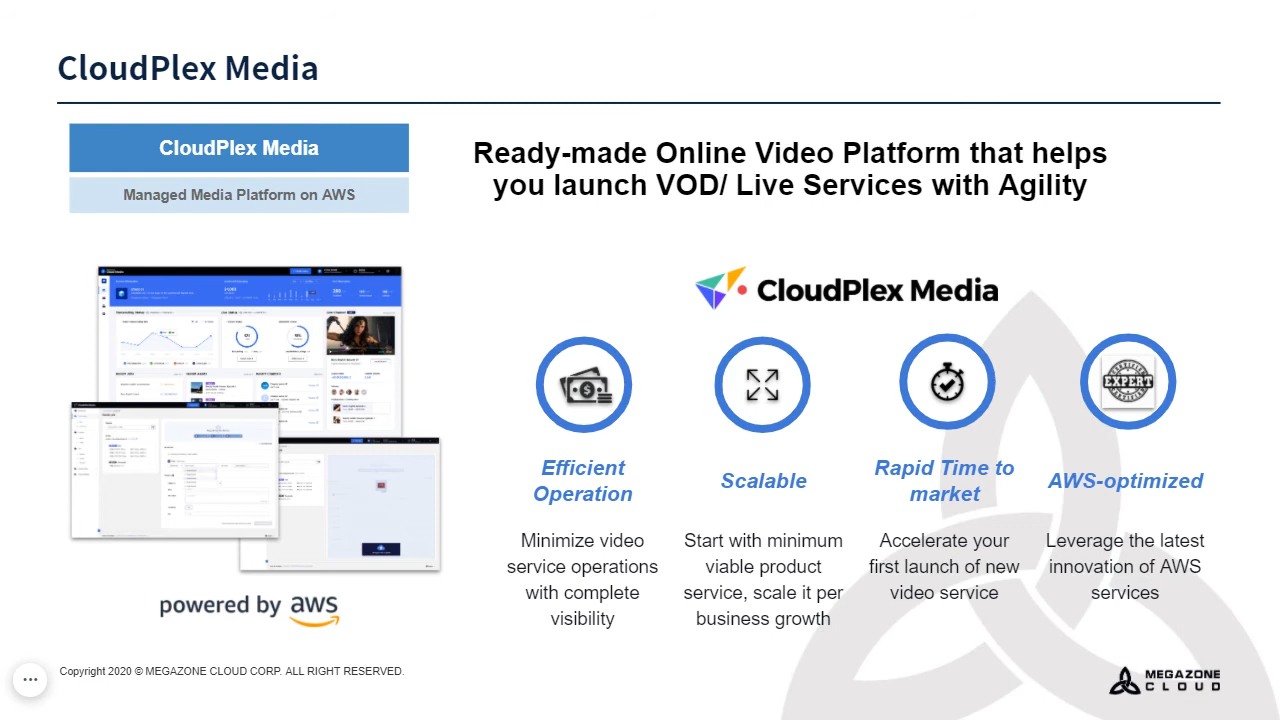 CloudPlex Media
CloudPlex Media
Managed Media Platform on AWS
Ready-made Online Video Platform that helps
you launch VOD/ Live Services with Agility
CloudPlex Media
EXPERT
Efficient
Operation
Scalable
Rapid Time to
market
AWS-optimized
Minimize video
service operations
with complete
visibility
Start with minimum
viable product
service, scale it per
business growth
Accelerate your
first launch of new
video service
Leverage the latest
innovation of AWS
services
powered by aws
Copyright 2020 © MEGAZONE CLOUD CORP. ALL RIGHT RESERVED.
MEGAZONE
CLOUD